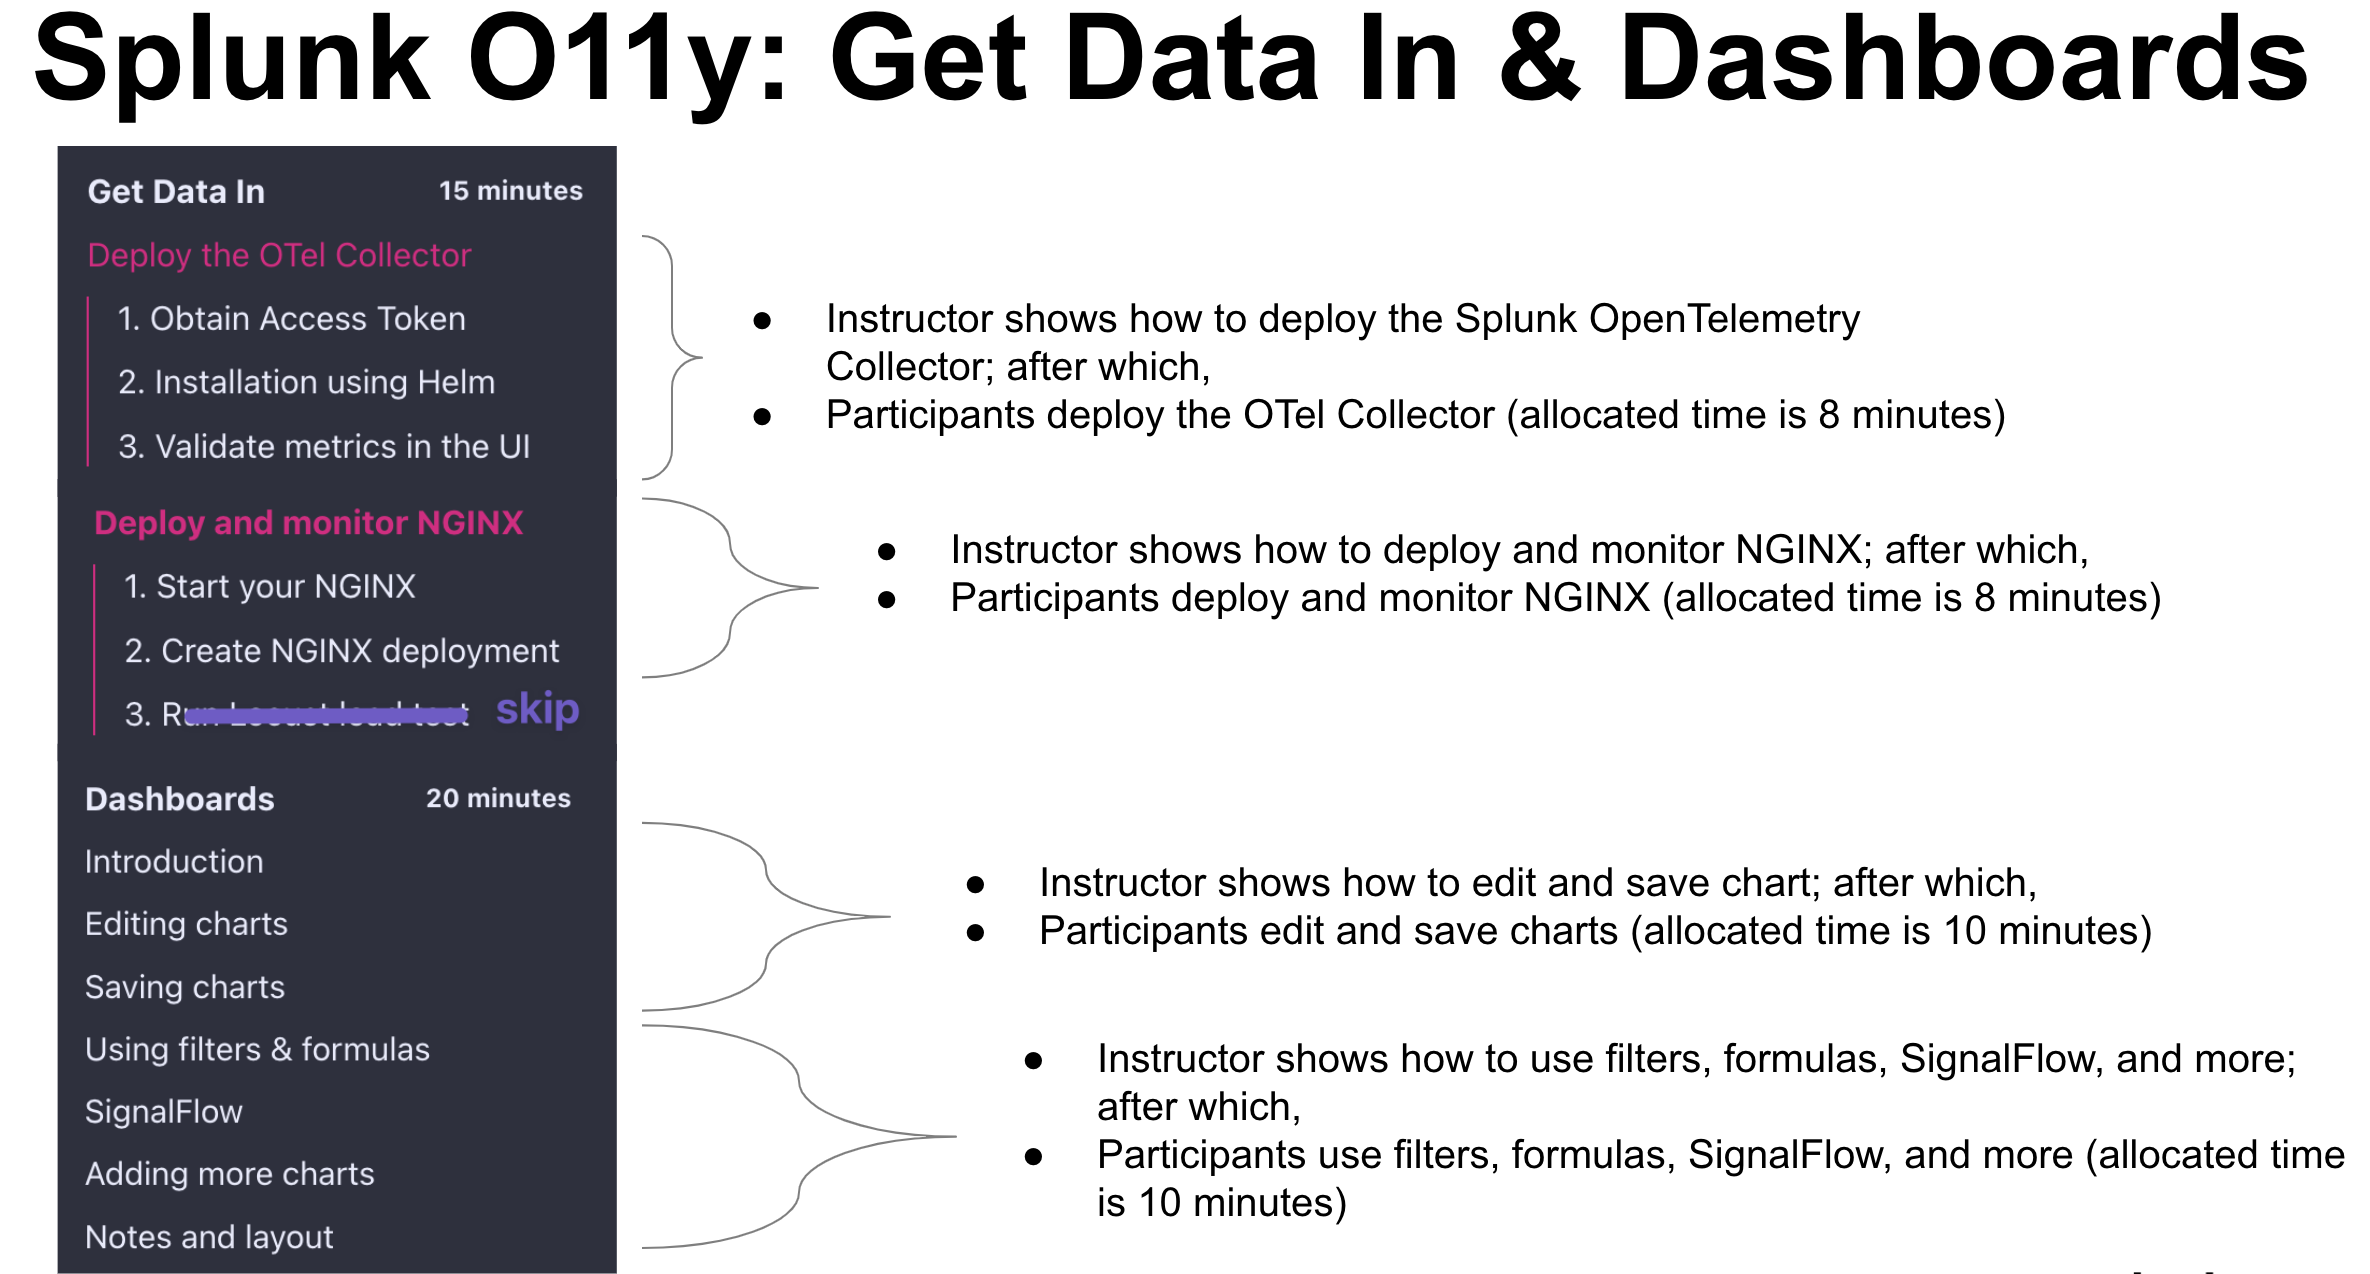 Splunk O11y: Get Data In & Dashboards
Get Data In 15 minutes
Deploy the OTel Collector
1. Obtain Access Token
2. Installation using Helm
3. Validate metrics in the UI
● Instructor shows how to deploy the Splunk OpenTelemetry
Collector; after which,
● Participants deploy the OTel Collector (allocated time is 8 minutes)
Deploy and monitor NGINX
1. Start your NGINX
2. Create NGINX deployment
3. Run Locust load test skip
● Instructor shows how to deploy and monitor NGINX; after which,
● Participants deploy and monitor NGINX (allocated time is 8 minutes)
Dashboards 20 minutes
Introduction
Editing charts
Saving charts
● Instructor shows how to edit and save chart; after which,
● Participants edit and save charts (allocated time is 10 minutes)
Using filters & formulas
SignalFlow
Adding more charts
Notes and layout
● Instructor shows how to use filters, formulas, SignalFlow, and more;
after which,
● Participants use filters, formulas, SignalFlow, and more (allocated time
is 10 minutes)